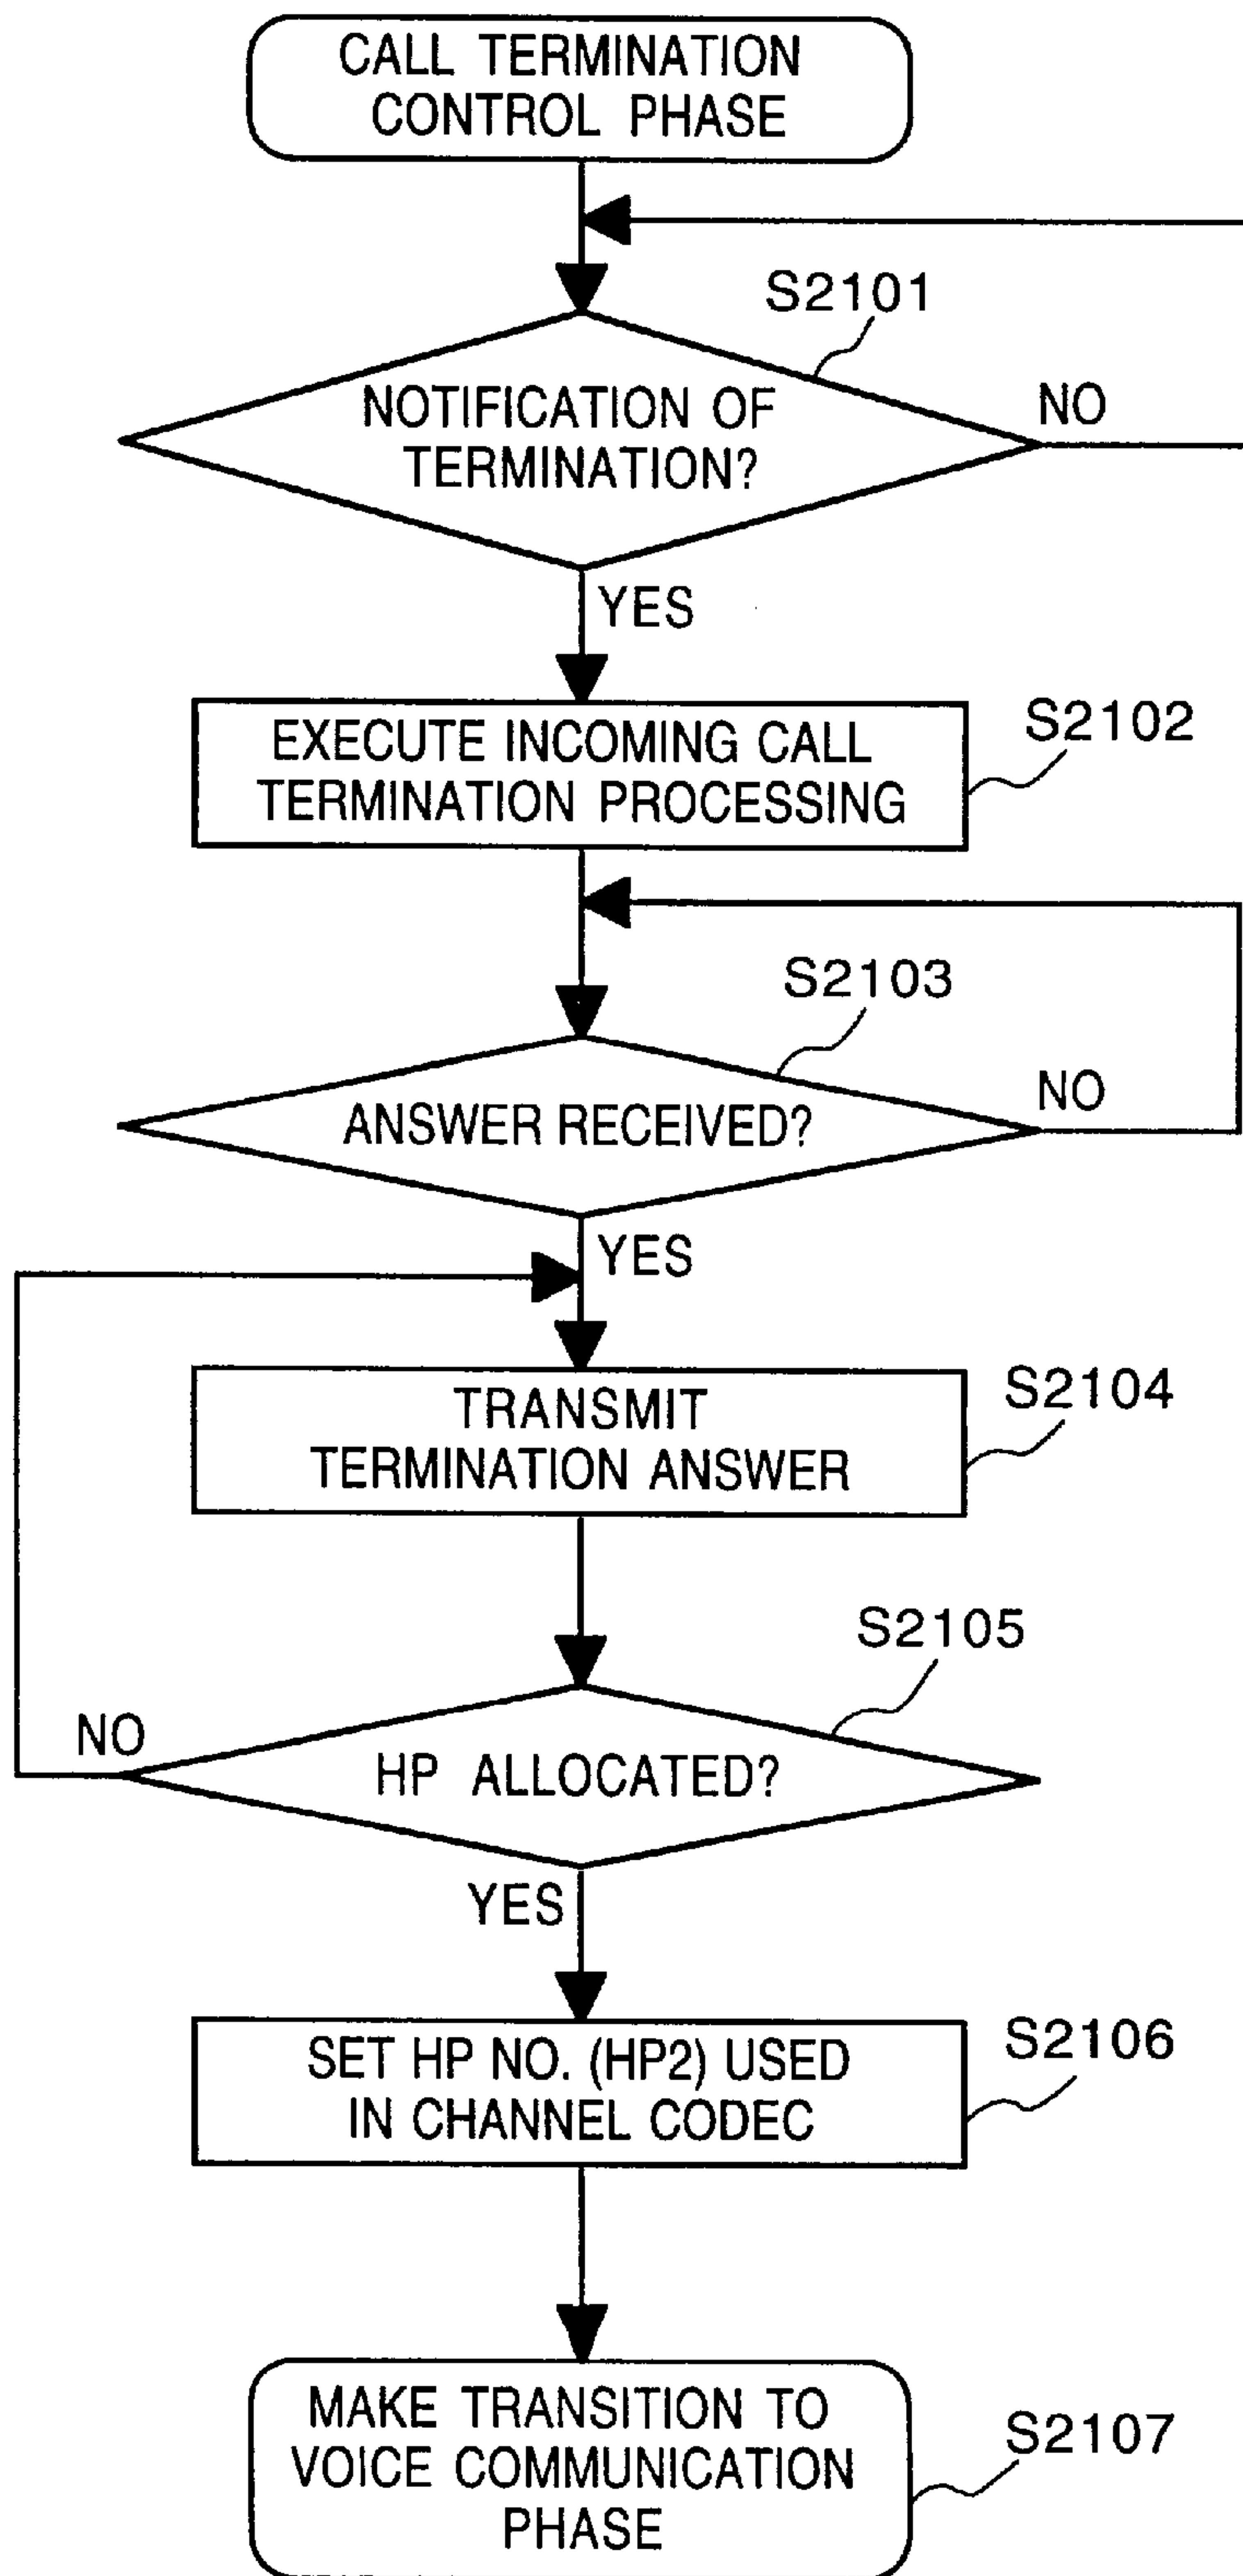 CALL TERMINATION
CONTROL PHASE
S2101
NOTIFICATION OF
TERMINATION?
NO
YES
EXECUTE INCOMING CALL
TERMINATION PROCESSING
S2102
S2103
ANSWER RECEIVED?
NO
YES
TRANSMIT
TERMINATION ANSWER
S2104
S2105
NO
HP ALLOCATED?
YES
SET HP NO. (HP2) USED
IN CHANNEL CODEC
S2106
MAKE TRANSITION TO
VOICE COMMUNICATION
PHASE
S2107